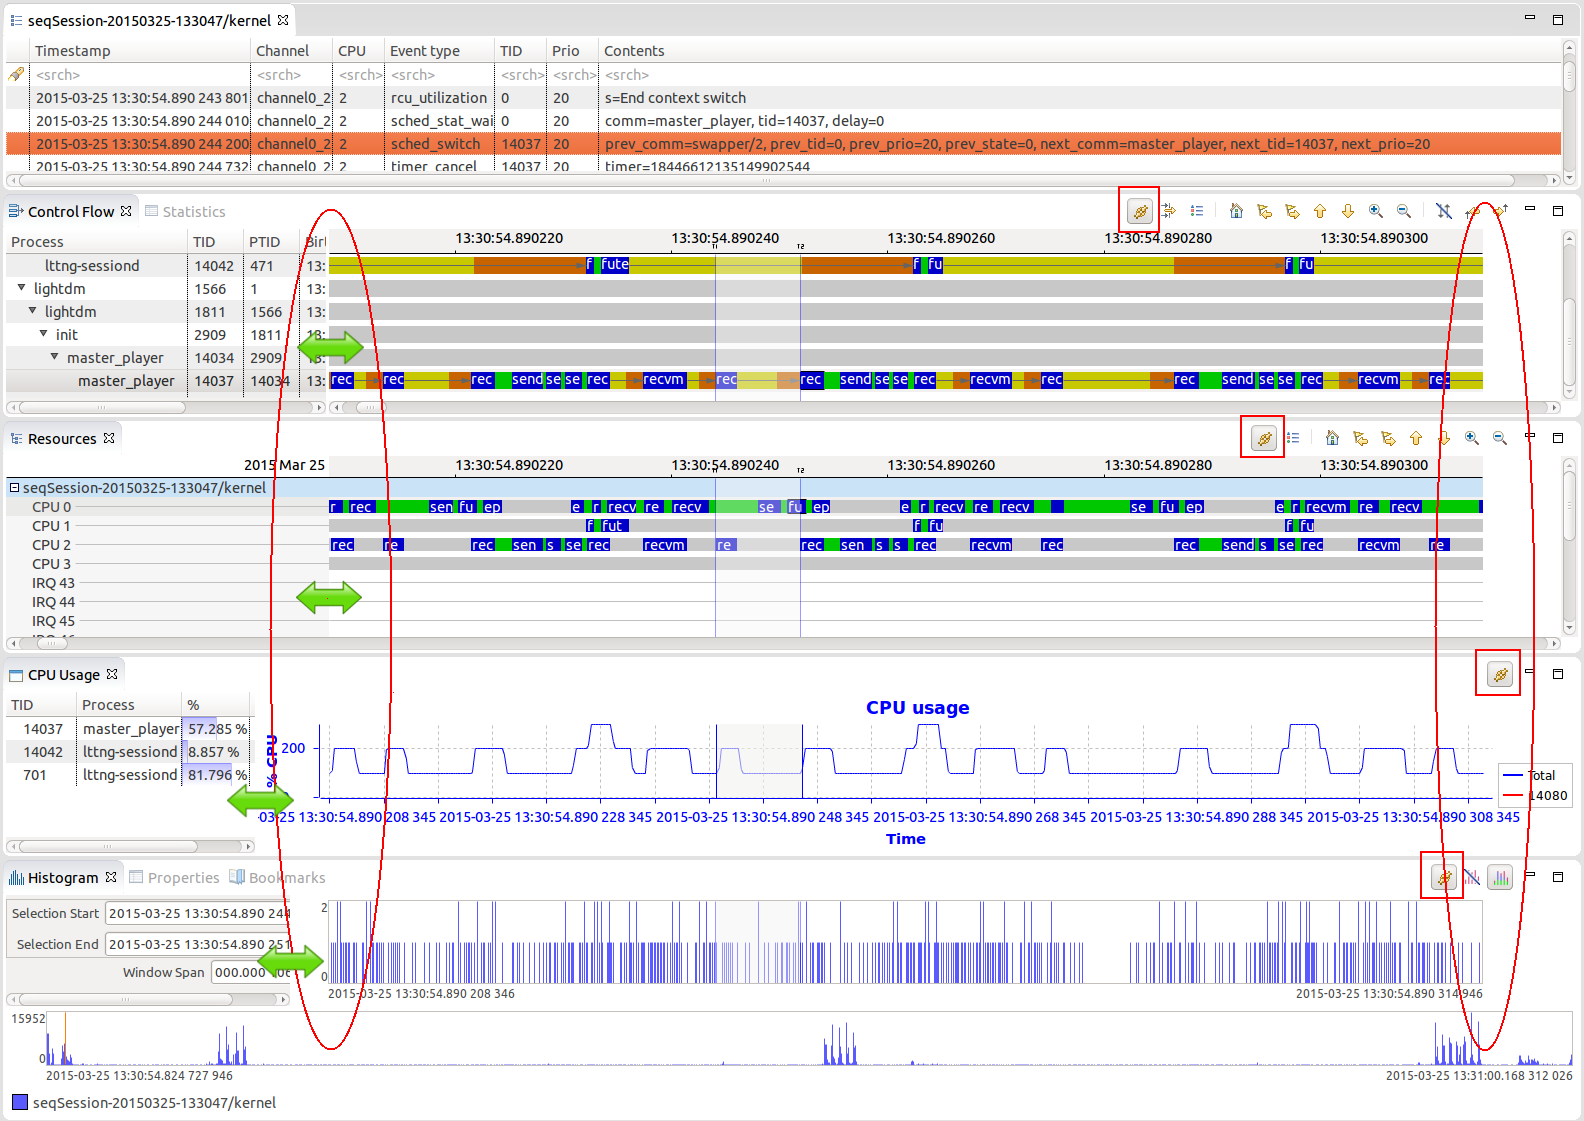 seqSession-20150325-133047/kernel
Timestamp Channel CPU Event type TID Prio Contents
<srch> <srch> <srch> <srch> <srch> <srch> <srch>
2015-03-25 13:30:54.890 243 801 channel0_2 2 rcu_utilization 0 20 s=End context switch
2015-03-25 13:30:54.890 244 010 channel0_2 2 sched_stat_wai 0 20 comm=master_player, tid=14037, delay=0
2015-03-25 13:30:54.890 244 200 channel0_2 2 sched_switch 14037 20 prev_comm=swapper/2, prev_tid=0, prev_prio=20, prev_state=0, next_comm=master_player, next_tid=14037, next_prio=20
2015-03-25 13:30:54.890 244 732 channel0_2 2 timer_cancel 14037 20 timer=18446612135149902544
Control Flow Statistics
Process TID PTID Birt 13:30:54.890220 13:30:54.890240 13:30:54.890260 13:30:54.890280 13:30:54.890300
T1 T2
lttng-sessiond 14042 471 13: f fute f fu f fu
lightdm 1566 1 13:
lightdm 1811 1566 13:
init 2909 1811 13:
master_player 14034 2909 13:
master_player 14037 14034 13: rec rec rec send se se rec recvm rec rec send se se rec recvm rec rec send se se rec recvm rec
Resources
2015 Mar 25 13:30:54.890220 13:30:54.890240 13:30:54.890260 13:30:54.890280 13:30:54.890300
T1 T2
seqSession-20150325-133047/kernel
CPU 0 r rec sen fu ep e r recv re recv se fu ep e r recv re recv se fu ep e r recvm re recv
CPU 1 f fut f fu f fu
CPU 2 rec re rec sen s se rec recvm re rec sen s s rec recvm rec rec send s se rec recvm re
CPU 3
IRQ 43
IRQ 44
IRQ 45
CPU Usage
TID Process %
14037 master_player 57.285 %
14042 lttng-sessiond 8.857 %
701 lttng-sessiond 81.796 %
CPU usage
% CPU
200
Total
14080
03-25 13:30:54.890 208 345 2015-03-25 13:30:54.890 228 345 2015-03-25 13:30:54.890 248 345 2015-03-25 13:30:54.890 268 345 2015-03-25 13:30:54.890 288 345 2015-03-25 13:30:54.890 308 345
Time
Histogram Properties Bookmarks
Selection Start 2015-03-25 13:30:54.890 244
Selection End 2015-03-25 13:30:54.890 251
Window Span 000.000
2
0
2015-03-25 13:30:54.890 208 346 2015-03-25 13:30:54.890 314 946
15952
0
2015-03-25 13:30:54.824 727 946 2015-03-25 13:31:00.168 312 026
seqSession-20150325-133047/kernel